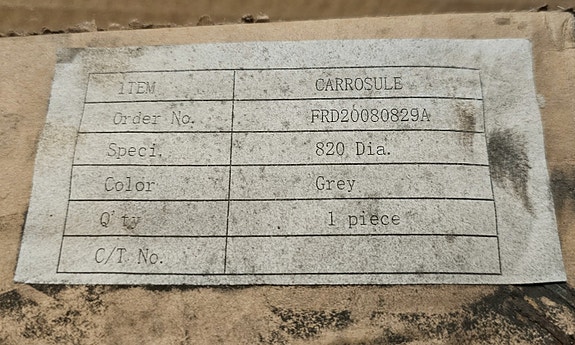 ITEM CARROSULE
Order No. FRD20080829A
Speci. 820 Dia.
Color Grey
Q'ty 1 piece
C/T No.